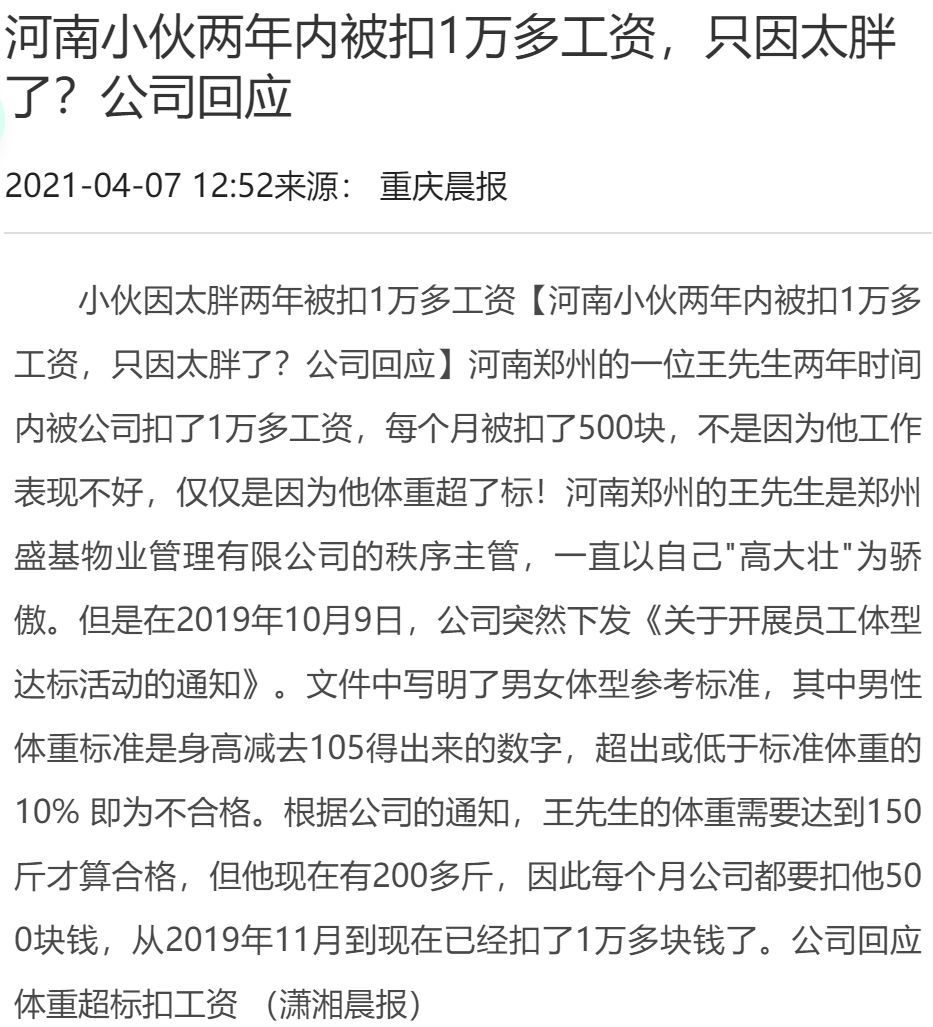 河南小伙两年内被扣1万多工资，只因太胖
了？公司回应
2021-04-07 12:52来源： 重庆晨报
小伙因太胖两年被扣1万多工资【河南小伙两年内被扣1万多
工资，只因太胖了？公司回应】河南郑州的一位王先生两年时间
内被公司扣了1万多工资，每个月被扣了500块，不是因为他工作
表现不好，仅仅是因为他体重超了标！河南郑州的王先生是郑州
盛基物业管理有限公司的秩序主管，一直以自己"高大壮"为骄
傲。但是在2019年10月9日，公司突然下发《关于开展员工体型
达标活动的通知》。文件中写明了男女体型参考标准，其中男性
体重标准是身高减去105得出来的数字，超出或低于标准体重的
10% 即为不合格。根据公司的通知，王先生的体重需要达到150
斤才算合格，但他现在有200多斤，因此每个月公司都要扣他50
0块钱，从2019年11月到现在已经扣了1万多块钱了。公司回应
体重超标扣工资 （潇湘晨报）